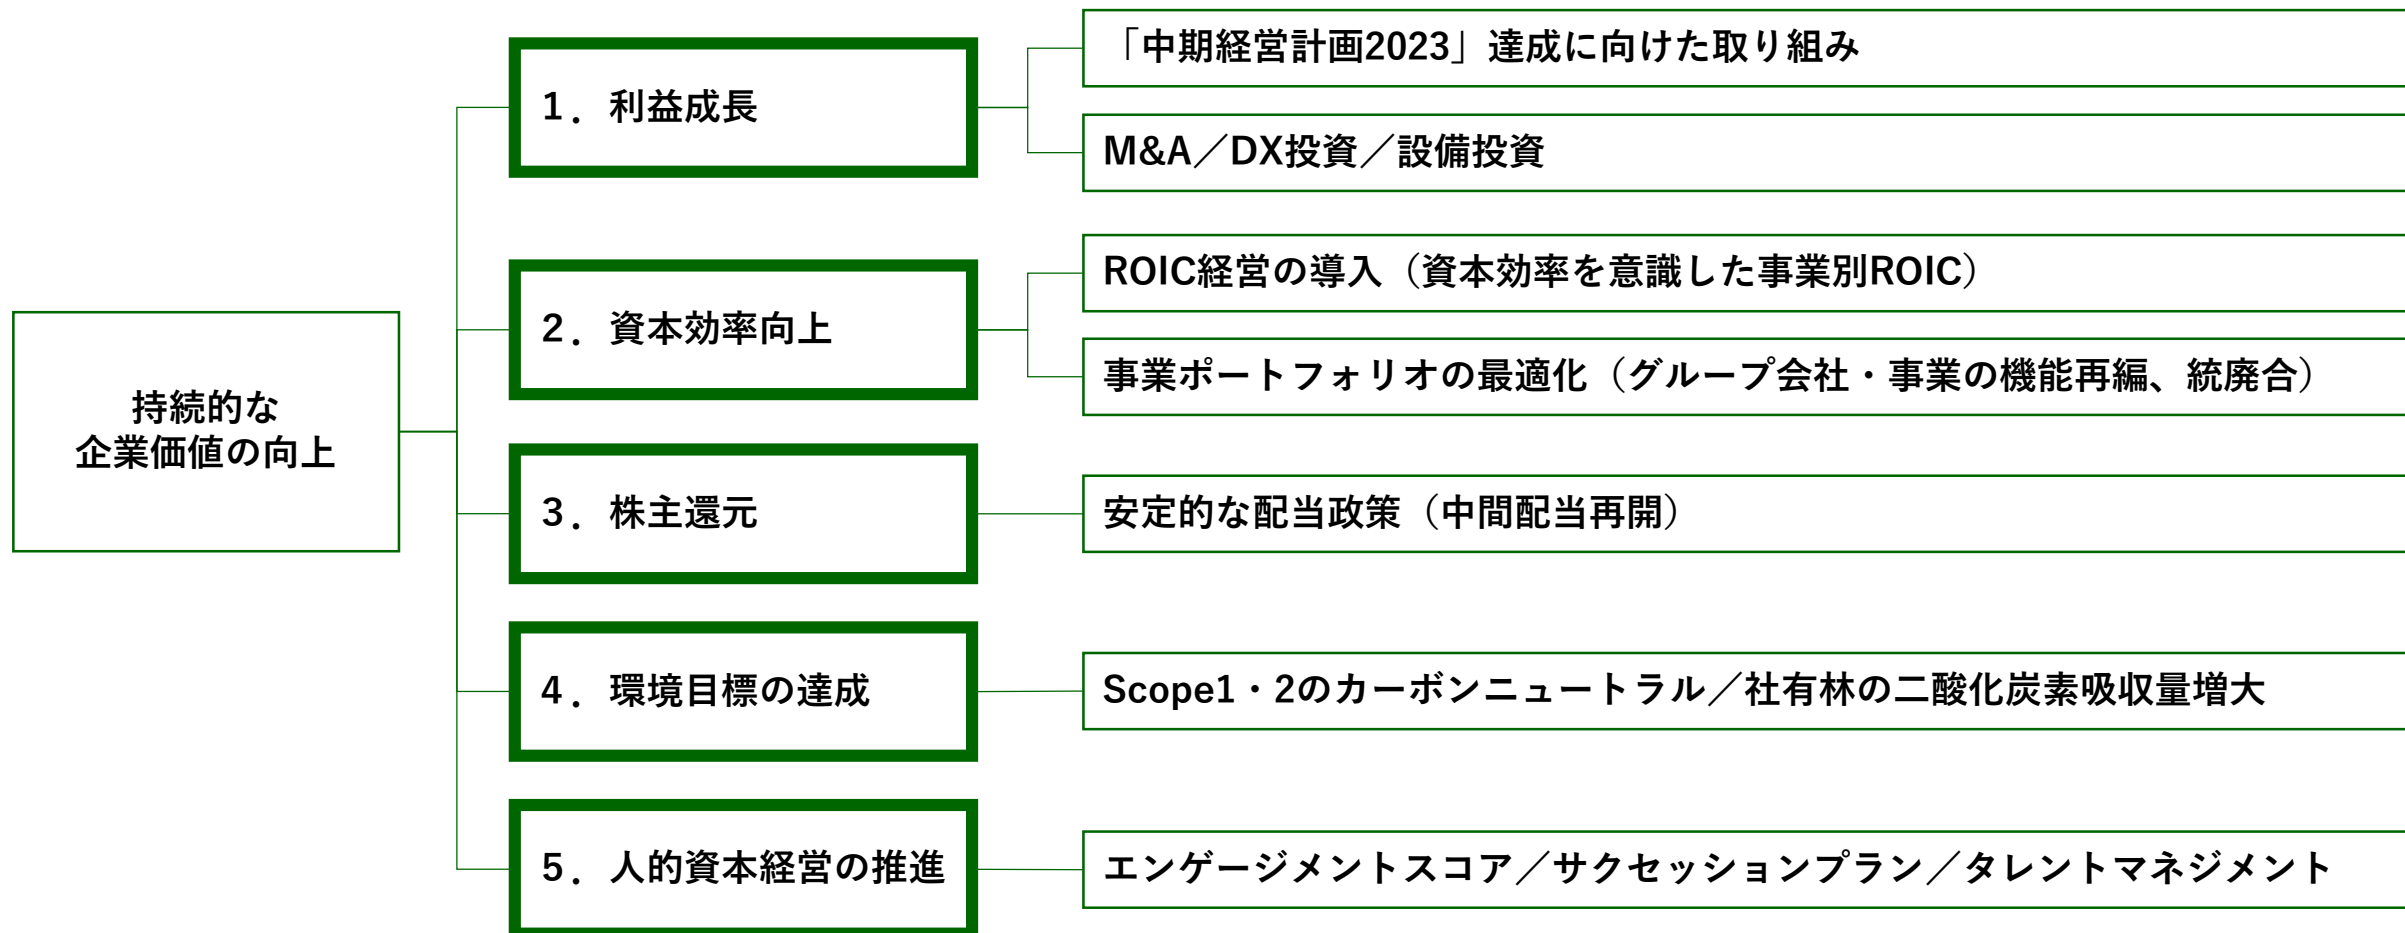 持続的な
企業価値の向上
1．利益成長
「中期経営計画2023」達成に向けた取り組み
M&A／DX投資／設備投資
2．資本効率向上
ROIC経営の導入（資本効率を意識した事業別ROIC）
事業ポートフォリオの最適化（グループ会社・事業の機能再編、統廃合）
3．株主還元
安定的な配当政策（中間配当再開）
4．環境目標の達成
Scope1・2のカーボンニュートラル／社有林の二酸化炭素吸収量増大
5．人的資本経営の推進
エンゲージメントスコア／サクセッションプラン／タレントマネジメント